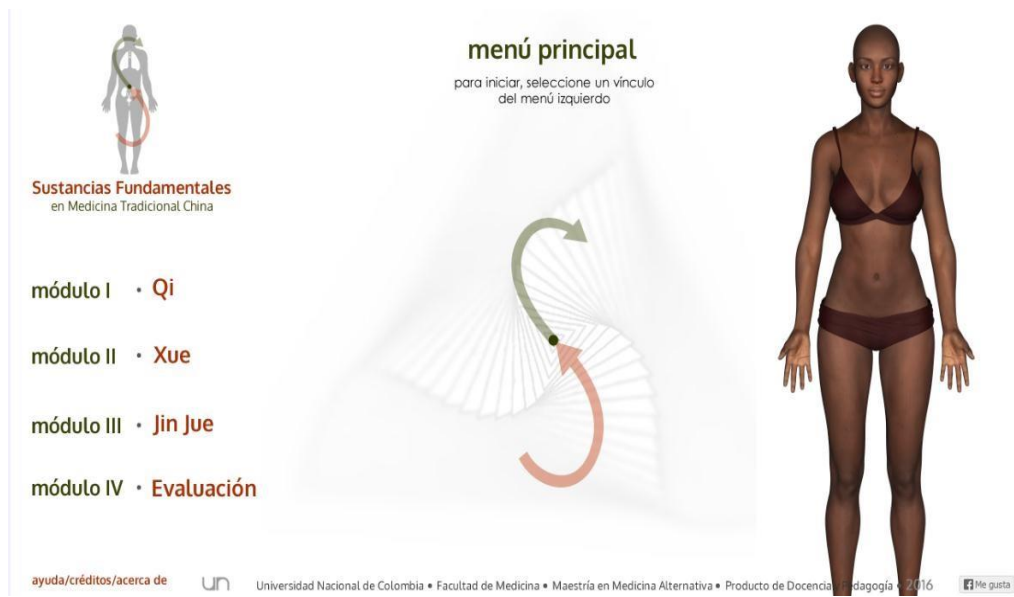 menú principal
para iniciar, seleccione un vínculo
del menú izquierdo
Sustancias Fundamentales
en Medicina Tradicional China
módulo I • Qi
módulo II • Xue
módulo III • Jin Jue
módulo IV • Evaluación
ayuda/créditos/acerca de
un
Universidad Nacional de Colombia • Facultad de Medicina • Maestría en Medicina Alternativa • Producto de Docencia • 2016
Me gusta